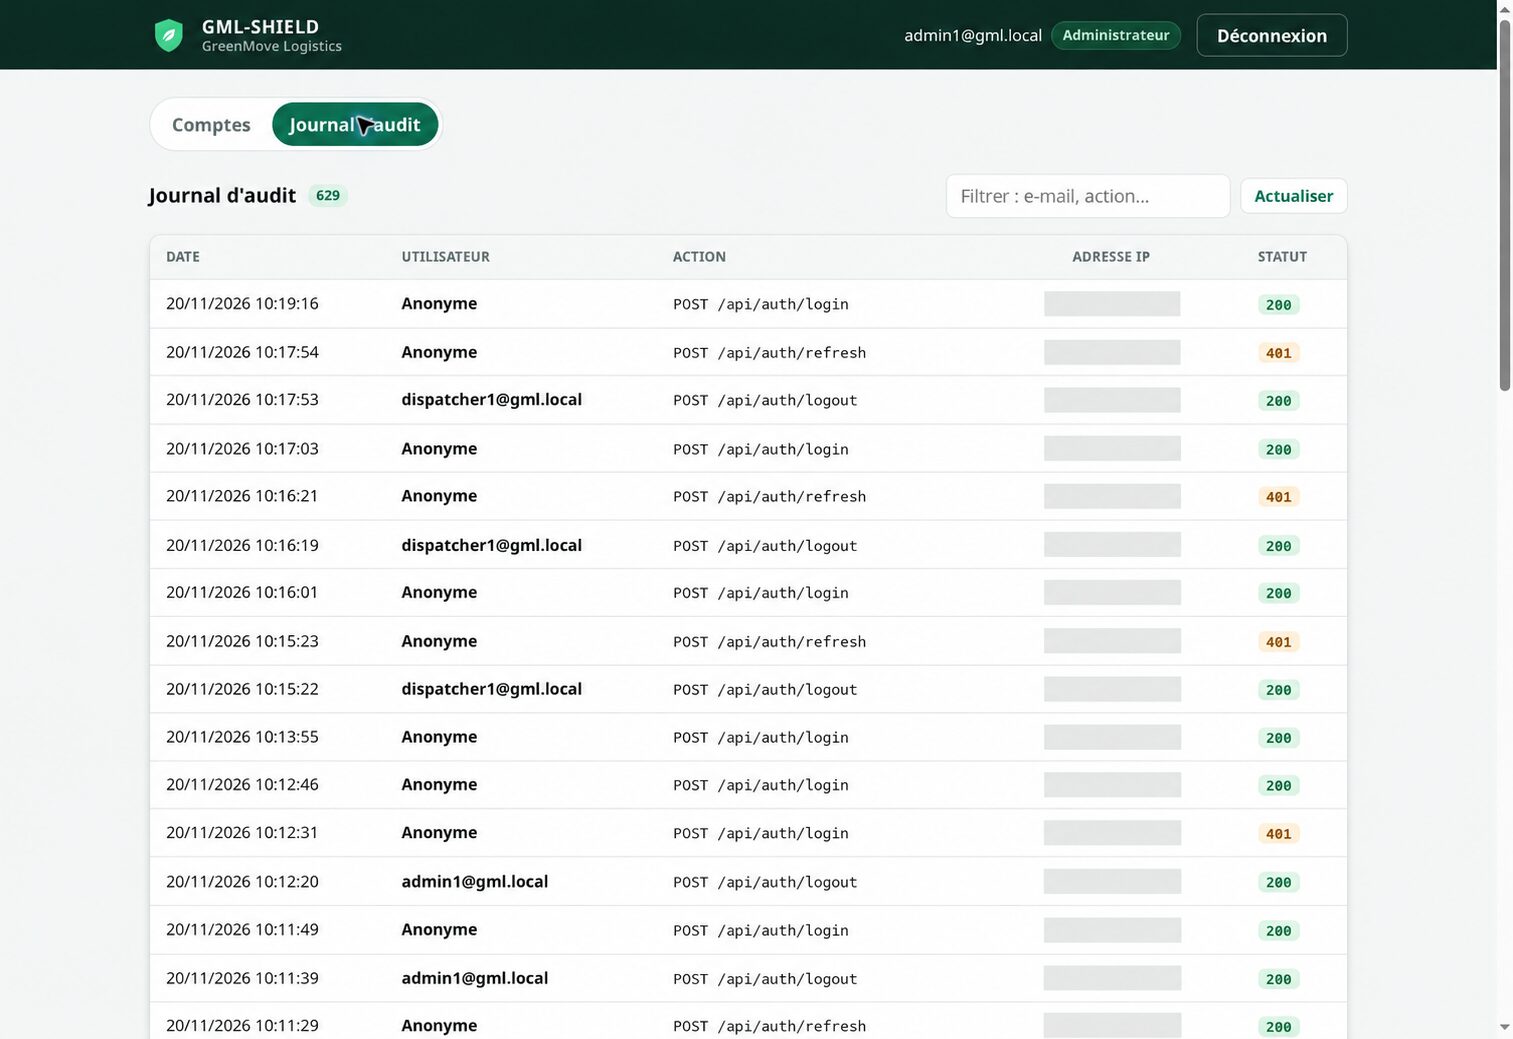 GML-SHIELD
GreenMove Logistics
admin1@gml.local Administrateur Déconnexion
Comptes Journal audit
Journal d'audit 629 Filtrer : e-mail, action... Actualiser
DATE UTILISATEUR ACTION ADRESSE IP STATUT
20/11/2026 10:19:16 Anonyme POST /api/auth/login 200
20/11/2026 10:17:54 Anonyme POST /api/auth/refresh 401
20/11/2026 10:17:53 dispatcher1@gml.local POST /api/auth/logout 200
20/11/2026 10:17:03 Anonyme POST /api/auth/login 200
20/11/2026 10:16:21 Anonyme POST /api/auth/refresh 401
20/11/2026 10:16:19 dispatcher1@gml.local POST /api/auth/logout 200
20/11/2026 10:16:01 Anonyme POST /api/auth/login 200
20/11/2026 10:15:23 Anonyme POST /api/auth/refresh 401
20/11/2026 10:15:22 dispatcher1@gml.local POST /api/auth/logout 200
20/11/2026 10:13:55 Anonyme POST /api/auth/login 200
20/11/2026 10:12:46 Anonyme POST /api/auth/login 200
20/11/2026 10:12:31 Anonyme POST /api/auth/login 401
20/11/2026 10:12:20 admin1@gml.local POST /api/auth/logout 200
20/11/2026 10:11:49 Anonyme POST /api/auth/login 200
20/11/2026 10:11:39 admin1@gml.local POST /api/auth/logout 200
20/11/2026 10:11:29 Anonyme POST /api/auth/refresh 200